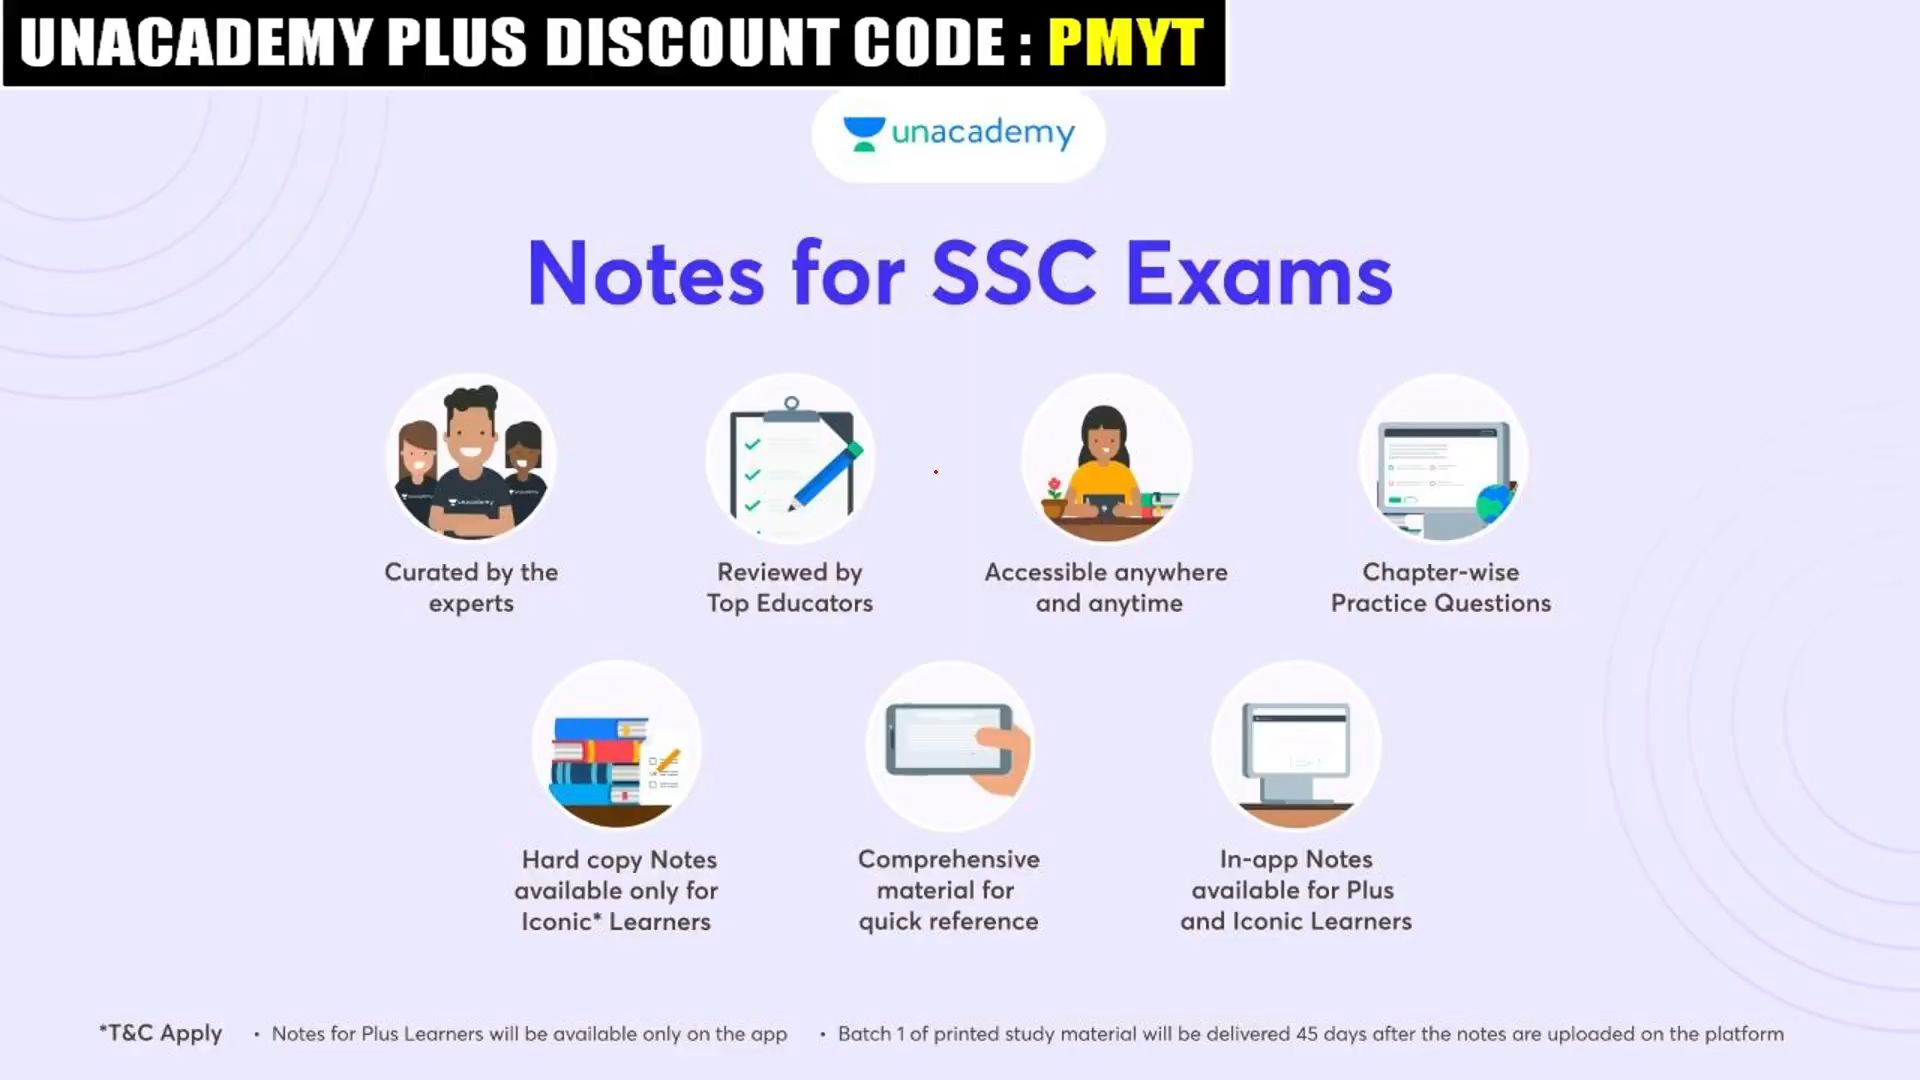 UNACADEMY PLUS DISCOUNT CODE : PMYT
unacademy
Notes for SSC Exams
unacademy
Curated by the
experts
Reviewed by
Top Educators
Accessible anywhere
and anytime
Chapter-wise
Practice Questions
Hard copy Notes
available only for
Iconic* Learners
Comprehensive
material for
quick reference
In-app Notes
available for Plus
and Iconic Learners
*T&C Apply • Notes for Plus Learners will be available only on the app • Batch 1 of printed study material will be delivered 45 days after the notes are uploaded on the platform